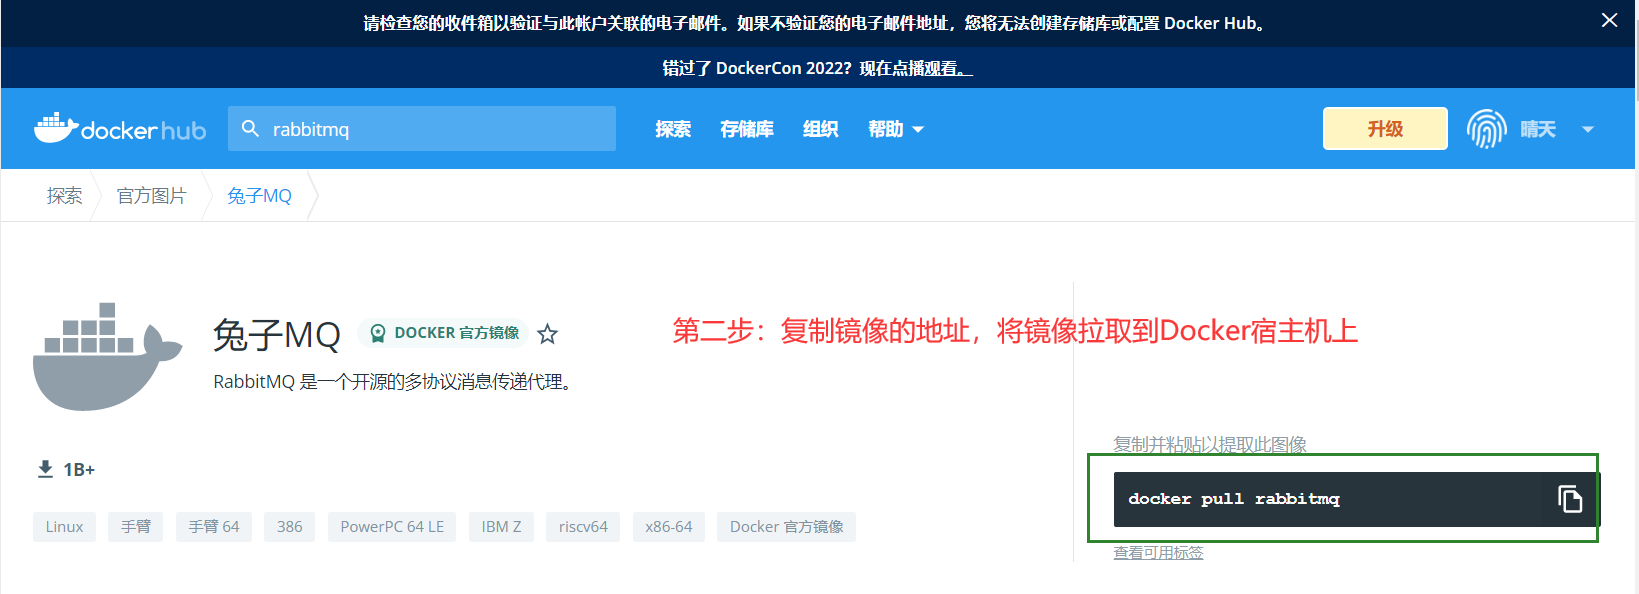 请检查您的收件箱以验证与此帐户关联的电子邮件。如果不验证您的电子邮件地址，您将无法创建存储库或配置 Docker Hub。
错过了 DockerCon 2022？现在点播观看。
dockerhub
rabbitmq
探索
存储库
组织
帮助
升级
晴天
探索
官方图片
兔子MQ
兔子MQ
DOCKER 官方镜像
第二步：复制镜像的地址，将镜像拉取到Docker宿主机上
RabbitMQ 是一个开源的多协议消息传递代理。
复制并粘贴以提取此图像
1B+
docker pull rabbitmq
Linux
手臂
手臂 64
386
PowerPC 64 LE
IBM Z
riscv64
x86-64
Docker 官方镜像
查看可用标签